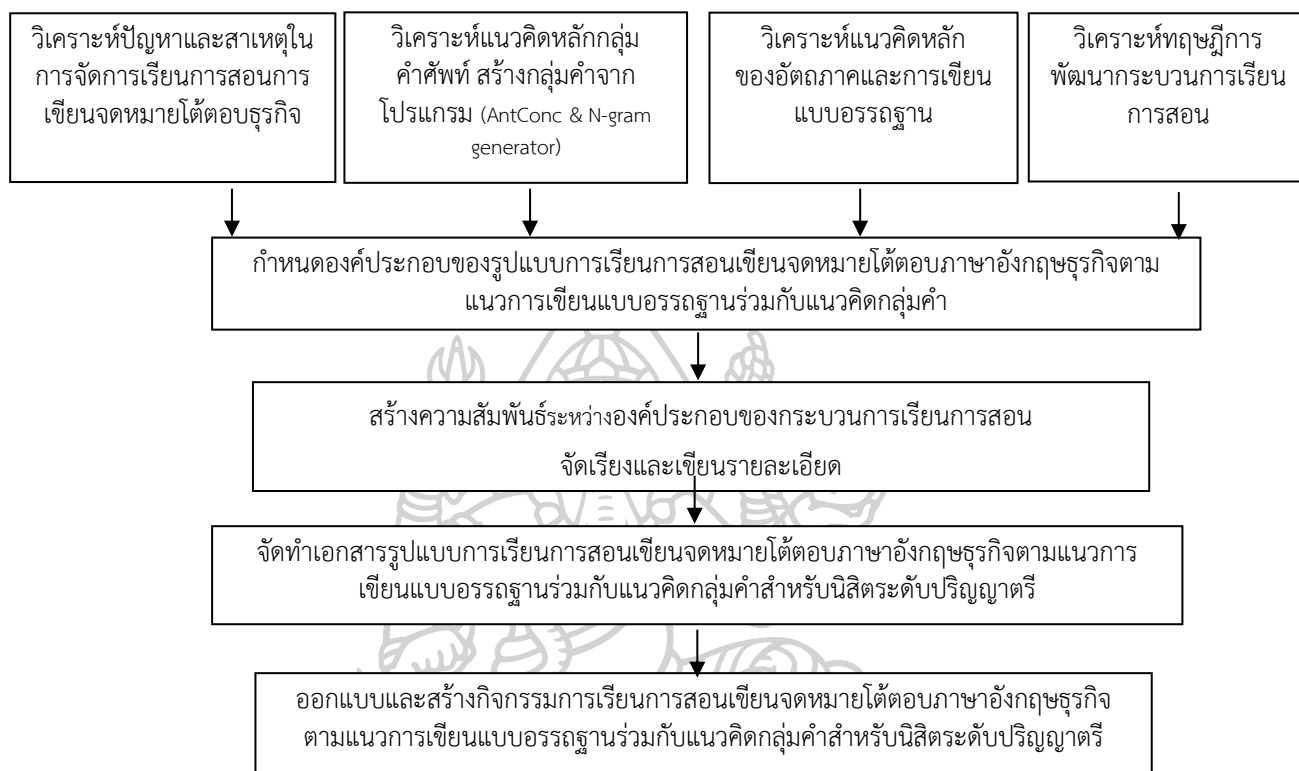 วิเคราะห์ปัญหาและสาเหตุใน
การจัดการเรียนการสอนการ
เขียนจดหมายโต้ตอบธุรกิจ
วิเคราะห์แนวคิดหลักกลุ่ม
คำศัพท์ สร้างกลุ่มคำจาก
โปรแกรม (AntConc & N-gram
generator)
วิเคราะห์แนวคิดหลัก
ของอัตถภาคและการเขียน
แบบอรรถฐาน
วิเคราะห์ทฤษฎีการ
พัฒนากระบวนการเรียน
การสอน
กำหนดองค์ประกอบของรูปแบบการเรียนการสอนเขียนจดหมายโต้ตอบภาษาอังกฤษธุรกิจตาม
แนวการเขียนแบบอรรถฐานร่วมกับแนวคิดกลุ่มคำ
สร้างความสัมพันธ์ระหว่างองค์ประกอบของกระบวนการเรียนการสอน
จัดเรียงและเขียนรายละเอียด
จัดทำเอกสารรูปแบบการเรียนการสอนเขียนจดหมายโต้ตอบภาษาอังกฤษธุรกิจตามแนวการ
เขียนแบบอรรถฐานร่วมกับแนวคิดกลุ่มคำสำหรับนิสิตระดับปริญญาตรี
ออกแบบและสร้างกิจกรรมการเรียนการสอนเขียนจดหมายโต้ตอบภาษาอังกฤษธุรกิจ
ตามแนวการเขียนแบบอรรถฐานร่วมกับแนวคิดกลุ่มคำสำหรับนิสิตระดับปริญญาตรี